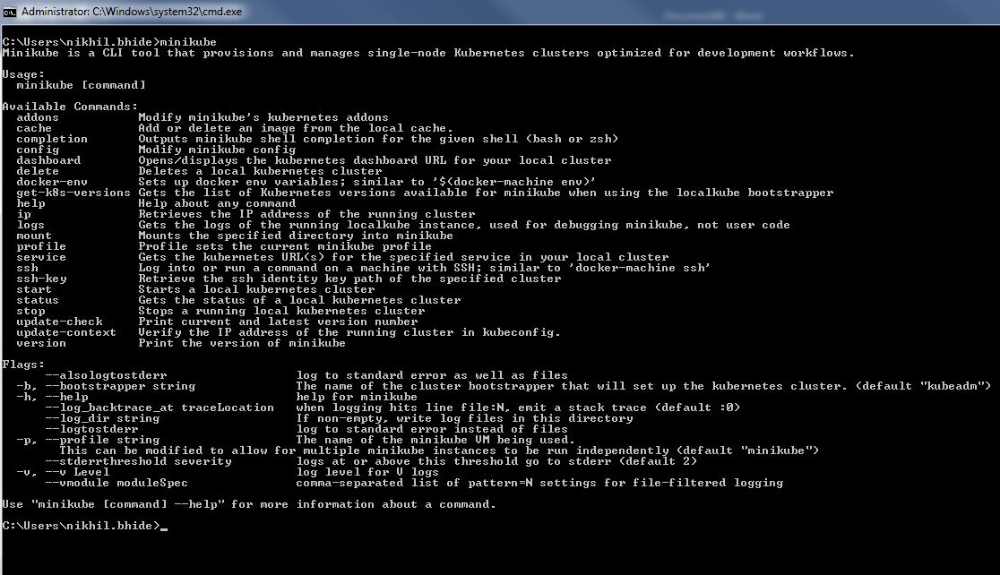 Administrator: C:\Windows\system32\cmd.exe
C:\Users\nikhil.bhide>minikube
Minikube is a CLI tool that provisions and manages single-node Kubernetes clusters optimized for development workflows.
Usage:
  minikube [command]
Available Commands:
  addons           Modify minikube's kubernetes addons
  cache            Add or delete an image from the local cache.
  completion       Outputs minikube shell completion for the given shell (bash or zsh)
  config           Modify minikube config
  dashboard        Opens/displays the kubernetes dashboard URL for your local cluster
  delete           Deletes a local kubernetes cluster
  docker-env       Sets up docker env variables; similar to '$(docker-machine env)'
  get-k8s-versions Gets the list of Kubernetes versions available for minikube when using the localkube bootstrapper
  help             Help about any command
  ip               Retrieves the IP address of the running cluster
  logs             Gets the logs of the running localkube instance, used for debugging minikube, not user code
  mount            Mounts the specified directory into minikube
  profile          Profile sets the current minikube profile
  service          Gets the kubernetes URL(s) for the specified service in your local cluster
  ssh              Log into or run a command on a machine with SSH; similar to 'docker-machine ssh'
  ssh-key          Retrieve the ssh identity key path of the specified cluster
  start            Starts a local kubernetes cluster
  status           Gets the status of a local kubernetes cluster
  stop             Stops a running local kubernetes cluster
  update-check     Print current and latest version number
  update-context   Verify the IP address of the running cluster in kubeconfig.
  version          Print the version of minikube
Flags:
      --alsologtostderr                  log to standard error as well as files
  -b, --bootstrapper string              The name of the cluster bootstrapper that will set up the kubernetes cluster. (default "kubeadm")
  -h, --help                             help for minikube
      --log_backtrace_at traceLocation   when logging hits line file:N, emit a stack trace (default :0)
      --log_dir string                   If non-empty, write log files in this directory
      --logtostderr                      log to standard error instead of files
  -p, --profile string                   The name of the minikube VM being used.
        This can be modified to allow for multiple minikube instances to be run independently (default "minikube")
      --stderrthreshold severity         logs at or above this threshold go to stderr (default 2)
  -v, --v Level                          log level for V logs
      --vmodule moduleSpec               comma-separated list of pattern=N settings for file-filtered logging
Use "minikube [command] --help" for more information about a command.
C:\Users\nikhil.bhide>_